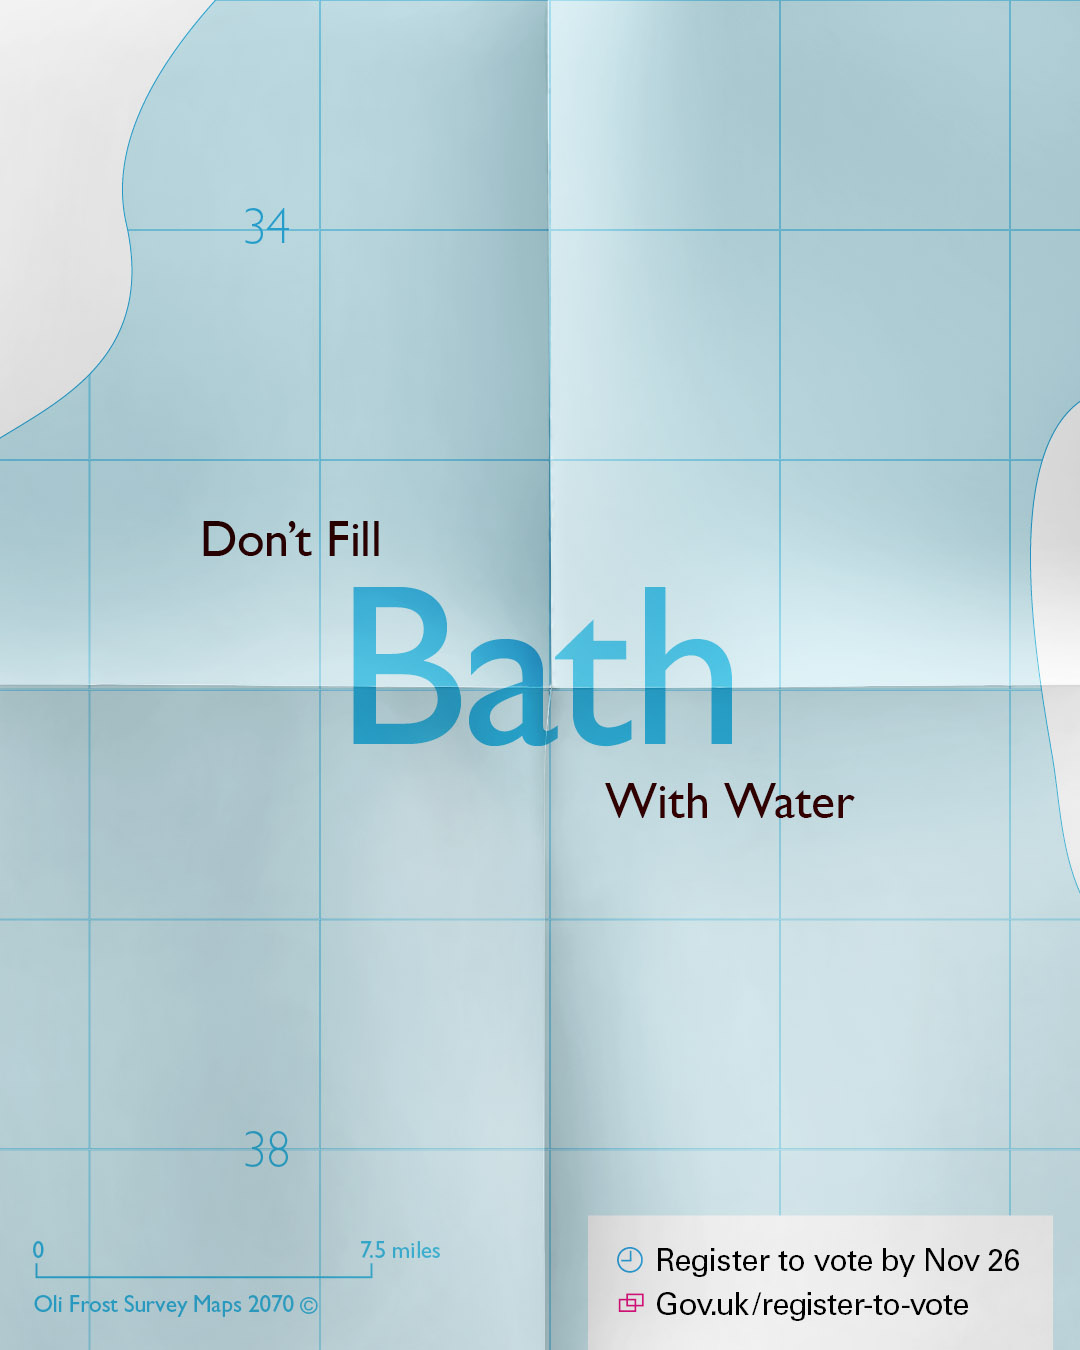 34
Don't Fill
Bath
With Water
38
0 7.5 miles
Oli Frost Survey Maps 2070 ©
Register to vote by Nov 26
Gov.uk/register-to-vote